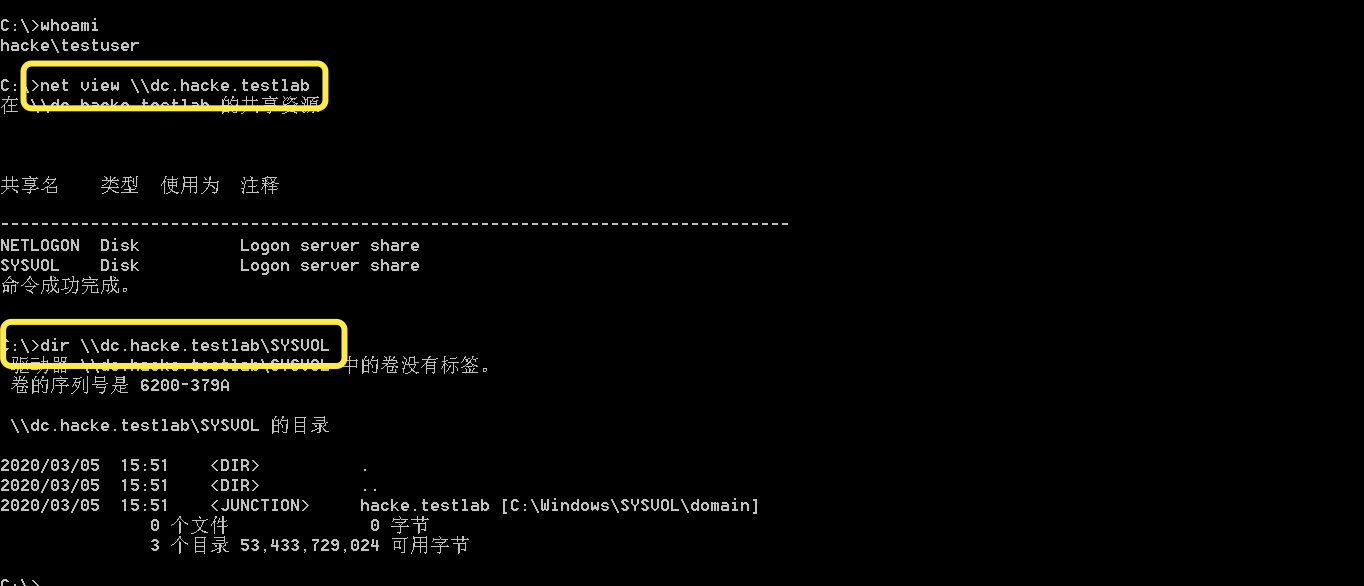 C:\>whoami
hacke\testuser
C:\>net view \\dc.hacke.testlab
在 \\dc.hacke.testlab 的共享资源
共享名 类型 使用为 注释
-------------------------------------------------------------------------------
NETLOGON Disk Logon server share
SYSVOL Disk Logon server share
命令成功完成。
C:\>dir \\dc.hacke.testlab\SYSVOL
驱动器 \\dc.hacke.testlab\SYSVOL 中的卷没有标签。
卷的序列号是 6200-379A
\\dc.hacke.testlab\SYSVOL 的目录
2020/03/05 15:51 <DIR> .
2020/03/05 15:51 <DIR> ..
2020/03/05 15:51 <JUNCTION> hacke.testlab [C:\Windows\SYSVOL\domain]
0 个文件 0 字节
3 个目录 53,433,729,024 可用字节
C:\>